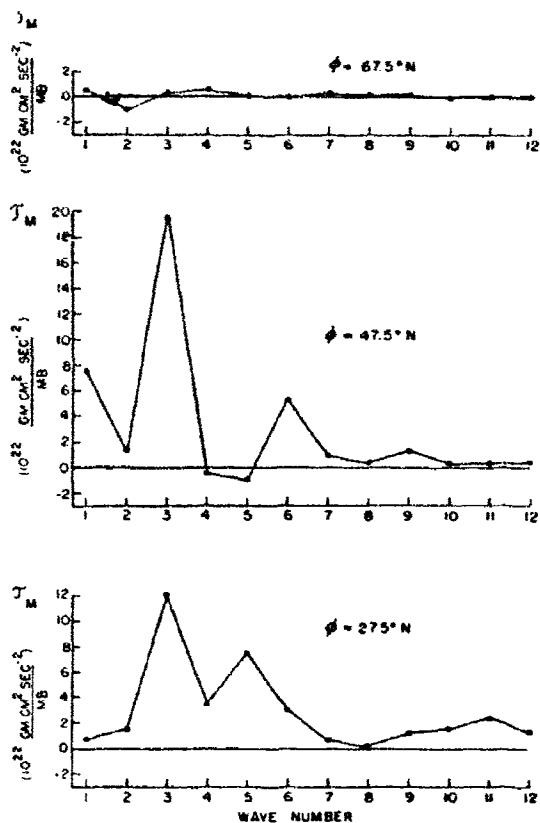 𝒯 M
(10²² GM CM² SEC⁻²)
MB
ϕ = 67.5° N
2
0
-2
1 2 3 4 5 6 7 8 9 10 11 12
𝒯 M
(10²² GM CM² SEC⁻²)
MB
ϕ = 47.5° N
20
18
16
14
12
10
8
6
4
2
0
-2
1 2 3 4 5 6 7 8 9 10 11 12
𝒯 M
(10²² GM CM² SEC⁻²)
MB
ϕ = 27.5° N
12
10
8
6
4
2
0
-2
1 2 3 4 5 6 7 8 9 10 11 12
WAVE NUMBER